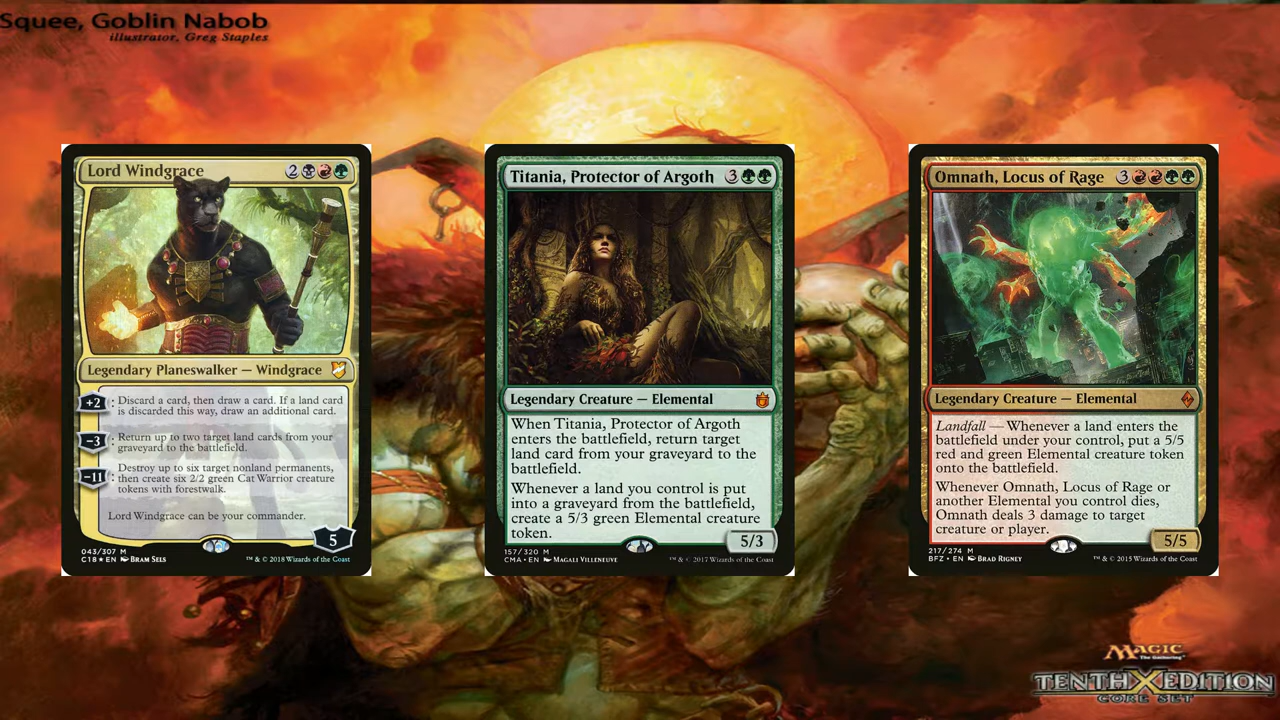 Squee, Goblin Nabob
illustrator, Greg Staples
Lord Windgrace 2
Legendary Planeswalker — Windgrace
+2: Discard a card, then draw a card. If a land card
is discarded this way, draw an additional card.
-3: Return up to two target land cards from your
graveyard to the battlefield.
-11: Destroy up to six target nonland permanents,
then create six 2/2 green Cat Warrior creature
tokens with forestwalk.
Lord Windgrace can be your commander.
5
043/307 M
C18★EN BRAM SELS
™ & © 2018 Wizards of the Coast
Titania, Protector of Argoth 3
Legendary Creature — Elemental
When Titania, Protector of Argoth
enters the battlefield, return target
land card from your graveyard to the
battlefield.
Whenever a land you control is put
into a graveyard from the battlefield,
create a 5/3 green Elemental creature
token.
5/3
157/320 M
CMA • EN MAGALI VILLENEUVE
™ & © 2017 Wizards of the Coast
Omnath, Locus of Rage 3
Legendary Creature — Elemental
Landfall — Whenever a land enters the
battlefield under your control, put a 5/5
red and green Elemental creature token
onto the battlefield.
Whenever Omnath, Locus of Rage or
another Elemental you control dies,
Omnath deals 3 damage to target
creature or player.
5/5
217/274 M
BFZ • EN BRAD RIGNEY
™ & © 2015 Wizards of the Coast
MAGIC
The Gathering
TENTH X EDITION
CORE SET